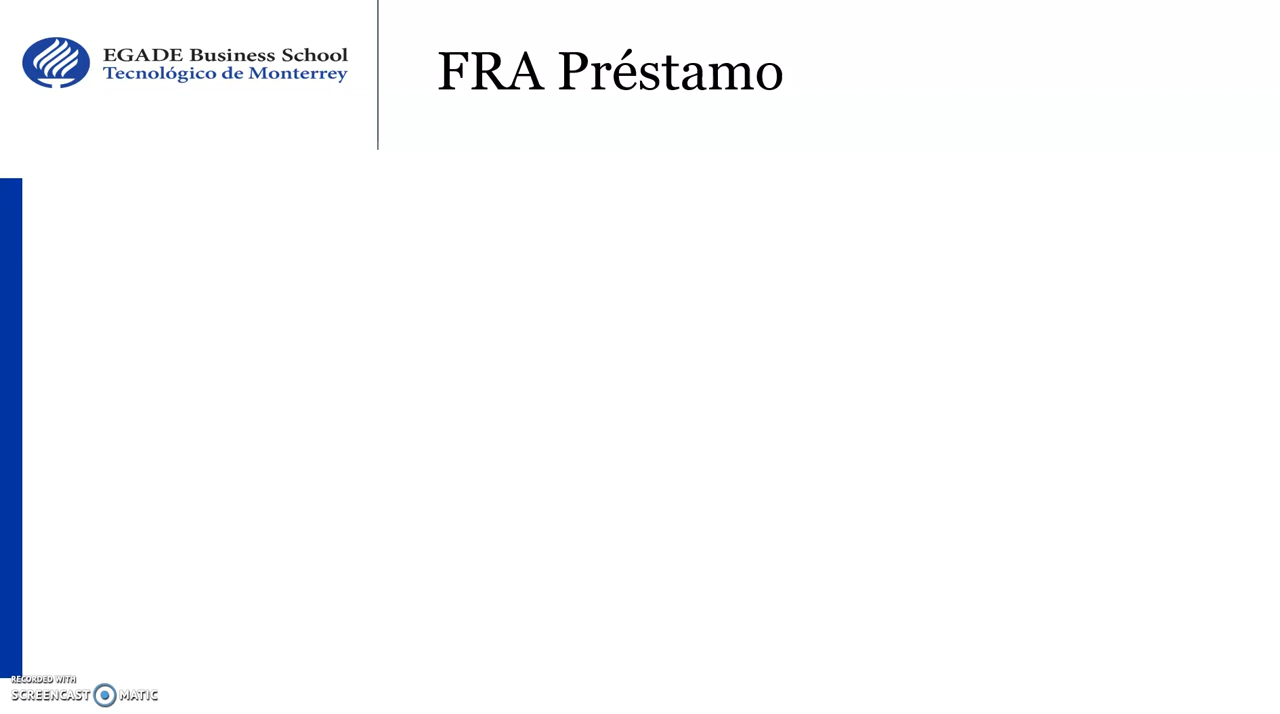 EGADE Business School
Tecnológico de Monterrey
FRA Préstamo
RECORDED WITH
SCREENCAST MATIC